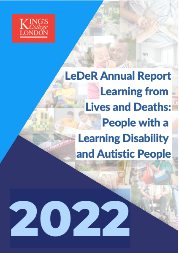 KING'S
College
LONDON
LeDeR Annual Report
Learning from
Lives and Deaths:
People with a
Learning Disability
and Autistic People
2022